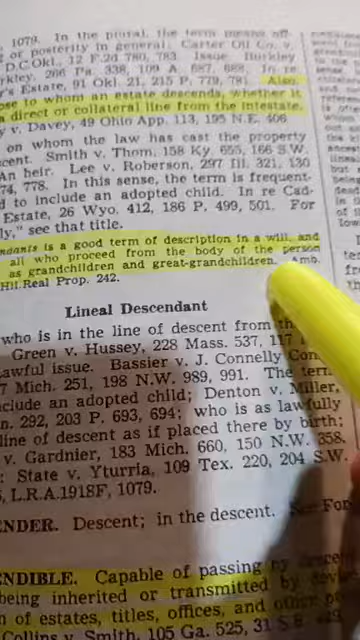 1079. In the plural, the term means off-
or posterity in general; Carter Oil Co. v.
D.C.Okl., 12 F.2d 780, 783 Issue. Burkley
rkley, 266 Pa. 338, 109 A. 687, 688. In re
's Estate, 91 Okl. 21, 215 P. 779, 781. Also,
ose to whom an estate descends, whether it
a direct or collateral line from the intestate.
y v. Davey, 49 Ohio App. 113, 195 N.E. 406
on whom the law has cast the property
cent. Smith v. Thom, 158 Ky. 655, 166 S.W.
An heir. Lee v. Roberson, 297 Ill. 321, 130
774, 778. In this sense, the term is frequent-
d to include an adopted child. In re Cad-
Estate, 26 Wyo. 412, 186 P. 499, 501. For
ly," see that title.
ndants is a good term of description in a will, and
all who proceed from the body of the person
as grandchildren and great-grandchildren. Amb.
Hil.Real Prop. 242.
Lineal Descendant
who is in the line of descent from
Green v. Hussey, 228 Mass. 537, 117
lawful issue. Bassier v. J. Connelly Con
7 Mich. 251, 198 N.W. 989, 991. The term
nclude an adopted child; Denton v. Miller,
n. 292, 203 P. 693, 694; who is as lawfully
line of descent as if placed there by birth;
v. Gardnier, 183 Mich. 660, 150 N.W. 358.
; State v. Yturria, 109 Tex. 220, 204 S.W.
, L.R.A.1918F, 1079.
ENDER. Descent; in the descent. See For
ENDIBLE. Capable of passing by descent
being inherited or transmitted by devise
n of estates, titles, offices, and other
Collins v. Smith, 105 Ga. 525, 31 S.E.